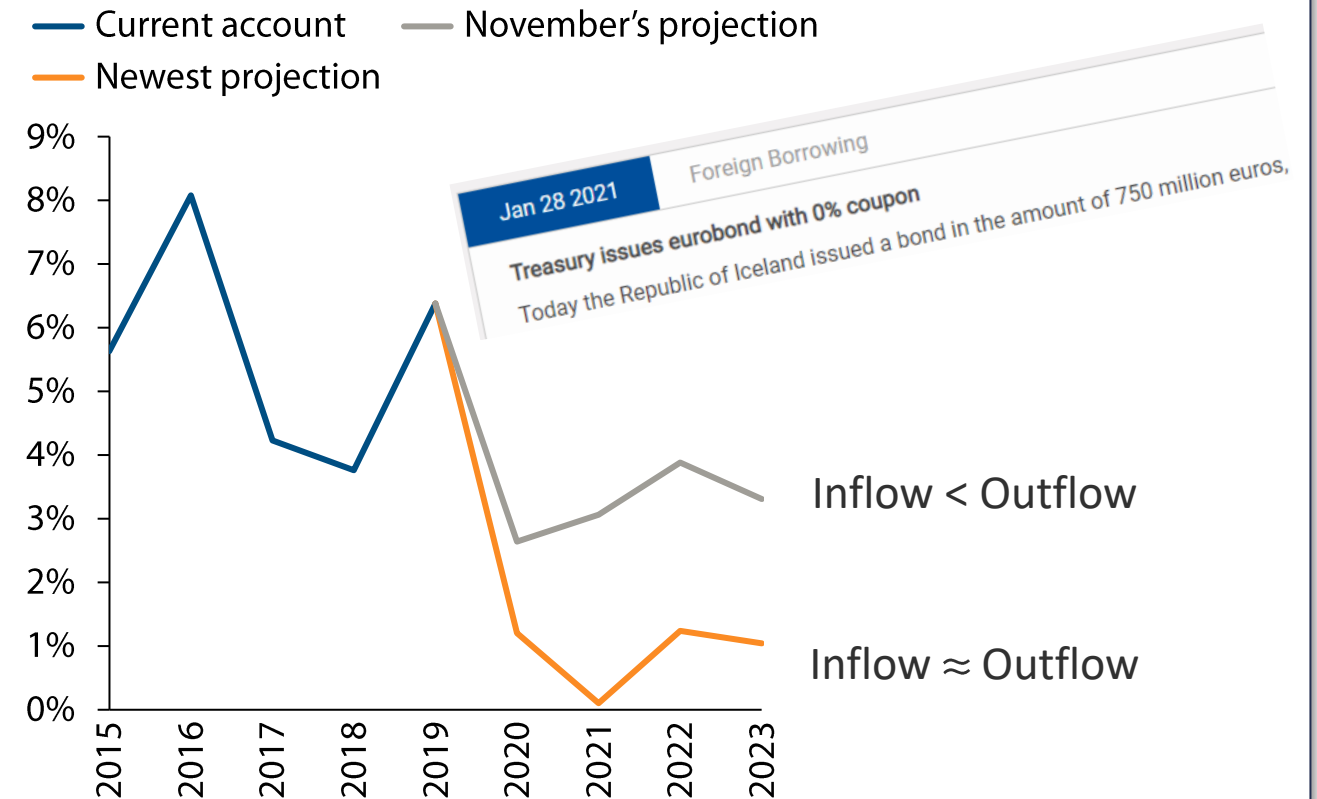 Current account
November’s projection
Newest projection
9%
8%
7%
6%
5%
4%
3%
2%
1%
0%
2015
2016
2017
2018
2019
2020
2021
2022
2023
Jan 28 2021
Foreign Borrowing
Treasury issues eurobond with 0% coupon
Today the Republic of Iceland issued a bond in the amount of 750 million euros,
Inflow < Outflow
Inflow ≈ Outflow